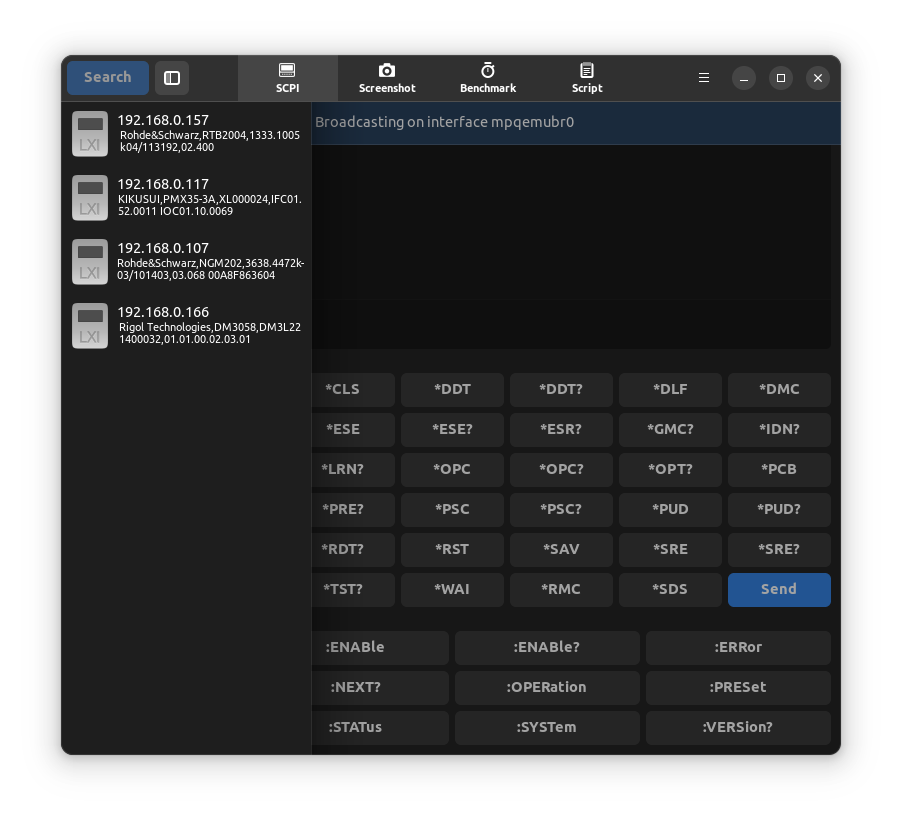 Search
SCPI
Screenshot
Benchmark
Script
192.168.0.157
Rohde&Schwarz,RTB2004,1333.1005
k04/113192,02.400
LXI
192.168.0.117
KIKUSUI,PMX35-3A,XL000024,IFC01.
52.0011 IOC01.10.0069
LXI
192.168.0.107
Rohde&Schwarz,NGM202,3638.4472k-
03/101403,03.068 00A8F863604
LXI
192.168.0.166
Rigol Technologies,DM3058,DM3L22
1400032,01.01.00.02.03.01
LXI
Broadcasting on interface mpqemubr0
*CLS *DDT *DDT? *DLF *DMC
*ESE *ESE? *ESR? *GMC? *IDN?
*LRN? *OPC *OPC? *OPT? *PCB
*PRE? *PSC *PSC? *PUD *PUD?
*RDT? *RST *SAV *SRE *SRE?
*TST? *WAI *RMC *SDS Send
:ENABle :ENABle? :ERRor
:NEXT? :OPERation :PRESet
:STATus :SYSTem :VERSion?